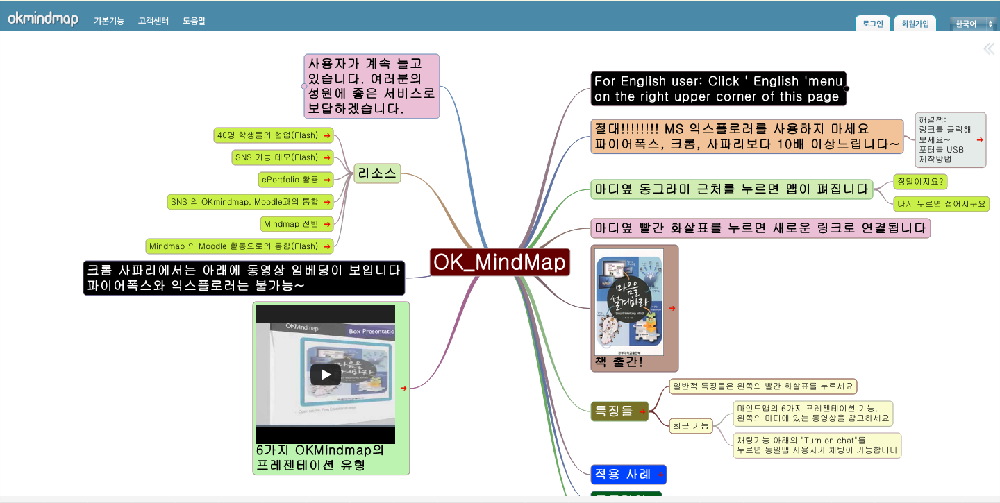 okmindmap
기본기능
고객센터
도움말
로그인
회원가입
한국어
사용자가 계속 늘고
있습니다. 여러분의
성원에 좋은 서비스로
보답하겠습니다.
40명 학생들의 협업(Flash)
SNS 기능 데모(Flash)
ePortfolio 활용
SNS 의 OKmindmap, Moodle과의 통합
Mindmap 전반
Mindmap 의 Moodle 활동으로의 통합(Flash)
리소스
크롬 사파리에서는 아래에 동영상 임베딩이 보입니다
파이어폭스와 익스플로러는 불가능~
OKMindmap
Box Presentation
마음을
설계하라
6가지 OKMindmap의
프레젠테이션 유형
OK_MindMap
For English user: Click ' English 'menu
on the right upper corner of this page
절대!!!!!!!! MS 익스플로러를 사용하지 마세요
파이어폭스, 크롬, 사파리보다 10배 이상느립니다~
해결책:
링크를 클릭해
보세요~
포터블 USB
제작방법
마디옆 동그라미 근처를 누르면 맵이 펴집니다
정말이지요?
다시 누르면 접어지구요
마디옆 빨간 화살표를 누르면 새로운 링크로 연결됩니다
마음을
설계하라
Smart Working Mind
책 출간!
특징들
일반적 특징들은 왼쪽의 빨간 화살표를 누르세요
최근 기능
마인드맵의 6가지 프레젠테이션 기능,
왼쪽의 마디에 있는 동영상을 참고하세요
채팅기능 아래의 "Turn on chat"를
누르면 동일맵 사용자가 채팅이 가능합니다
적용 사례